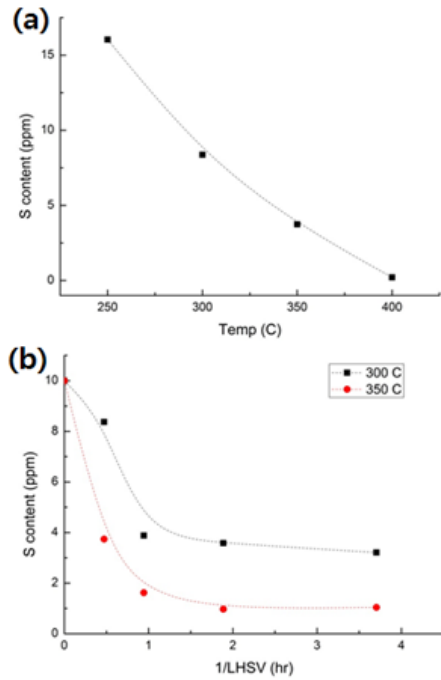 (a)
15
10
5
0
S content (ppm)
250 300 350 400
Temp (C)
(b)
300 C
350 C
10
8
6
4
2
0
S content (ppm)
0 1 2 3 4
1/LHSV (hr)